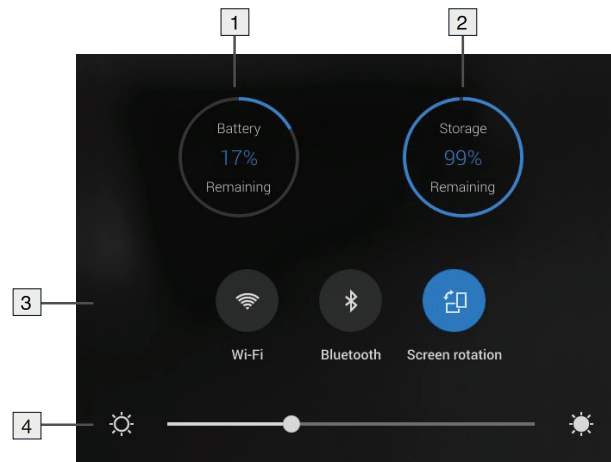 1
2
Battery
17%
Remaining
Storage
99%
Remaining
3
Wi-Fi
Bluetooth
Screen rotation
4